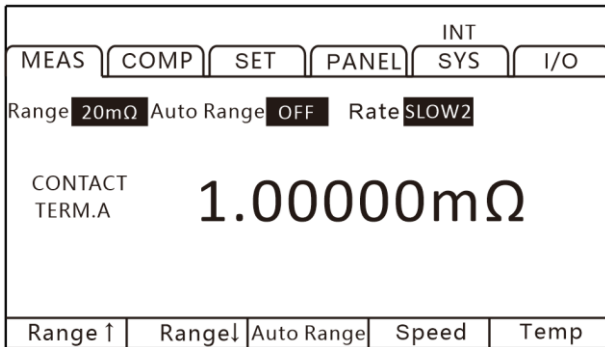 INT
MEAS COMP SET PANEL SYS I/O
Range 20mΩ Auto Range OFF Rate SLOW2
CONTACT
TERM.A
1.00000mΩ
Range↑ Range↓ Auto Range Speed Temp